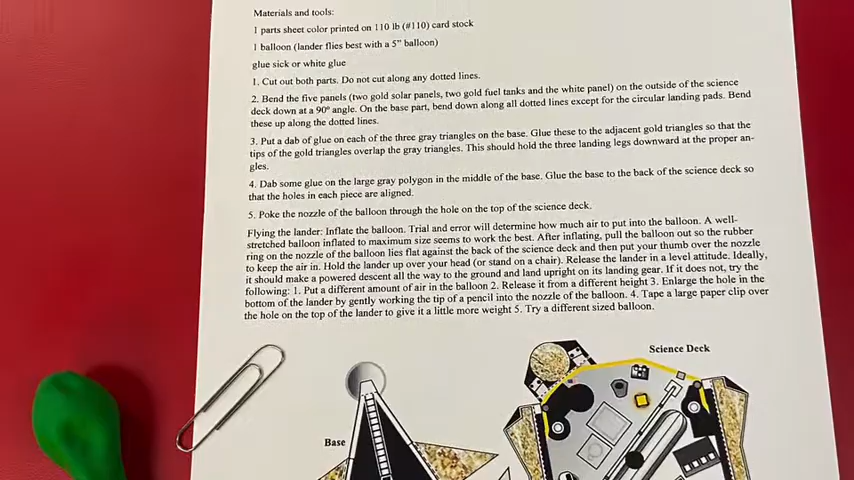 Materials and tools:
1 parts sheet color printed on 110 lb (#110) card stock
1 balloon (lander flies best with a 5" balloon)
glue sick or white glue
1. Cut out both parts. Do not cut along any dotted lines.
2. Bend the five panels (two gold solar panels, two gold fuel tanks and the white panel) on the outside of the science
deck down at a 90° angle. On the base part, bend down along all dotted lines except for the circular landing pads. Bend
these up along the dotted lines.
3. Put a dab of glue on each of the three gray triangles on the base. Glue these to the adjacent gold triangles so that the
tips of the gold triangles overlap the gray triangles. This should hold the three landing legs downward at the proper an-
gles.
4. Dab some glue on the large gray polygon in the middle of the base. Glue the base to the back of the science deck so
that the holes in each piece are aligned.
5. Poke the nozzle of the balloon through the hole on the top of the science deck.
Flying the lander: Inflate the balloon. Trial and error will determine how much air to put into the balloon. A well-
stretched balloon inflated to maximum size seems to work the best. After inflating, pull the balloon out so the rubber
ring on the nozzle of the balloon lies flat against the back of the science deck and then put your thumb over the nozzle
to keep the air in. Hold the lander up over your head (or stand on a chair). Release the lander in a level attitude. Ideally,
it should make a powered descent all the way to the ground and land upright on its landing gear. If it does not, try the
following: 1. Put a different amount of air in the balloon 2. Release it from a different height 3. Enlarge the hole in the
bottom of the lander by gently working the tip of a pencil into the nozzle of the balloon. 4. Tape a large paper clip over
the hole on the top of the lander to give it a little more weight 5. Try a different sized balloon.
Science Deck
Base